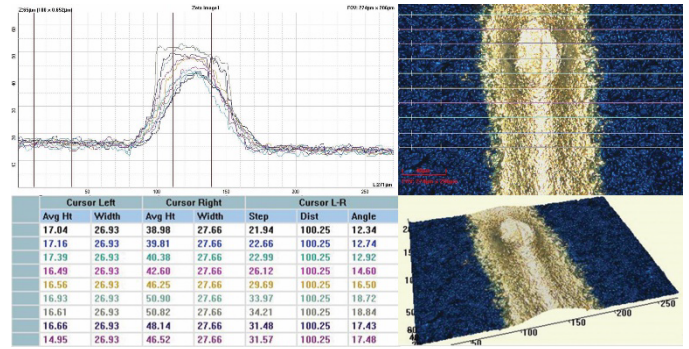 Zero Image I
50 100 150 200 250
L:271µm
Cursor Left Cursor Right Cursor L-R
Avg Ht Width Avg Ht Width Step Dist Angle
17.04 26.93 38.98 27.66 21.94 100.25 12.34
17.16 26.93 39.81 27.66 22.66 100.25 12.74
17.39 26.93 40.38 27.66 22.99 100.25 12.92
16.49 26.93 42.60 27.66 26.12 100.25 14.60
16.56 26.93 46.25 27.66 29.69 100.25 16.50
16.93 26.93 50.90 27.66 33.97 100.25 18.72
16.61 26.93 50.82 27.66 34.21 100.25 18.84
16.66 26.93 48.14 27.66 31.48 100.25 17.43
14.95 26.93 46.52 27.66 31.57 100.25 17.48
50 100 150 200 250